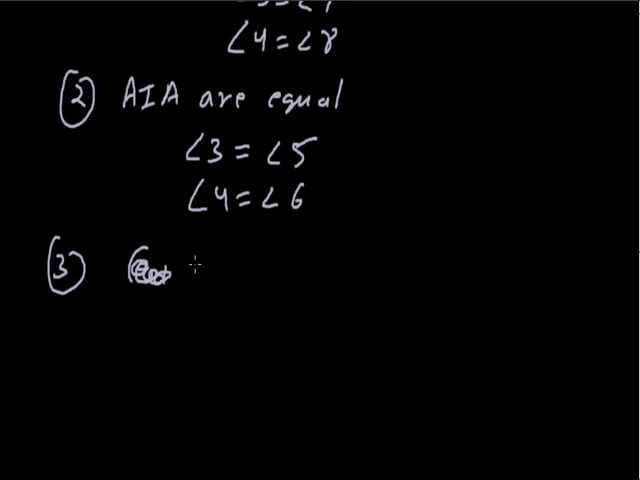 ∠4 = ∠8
(2) AIA are equal
∠3 = ∠5
∠4 = ∠6
(3)